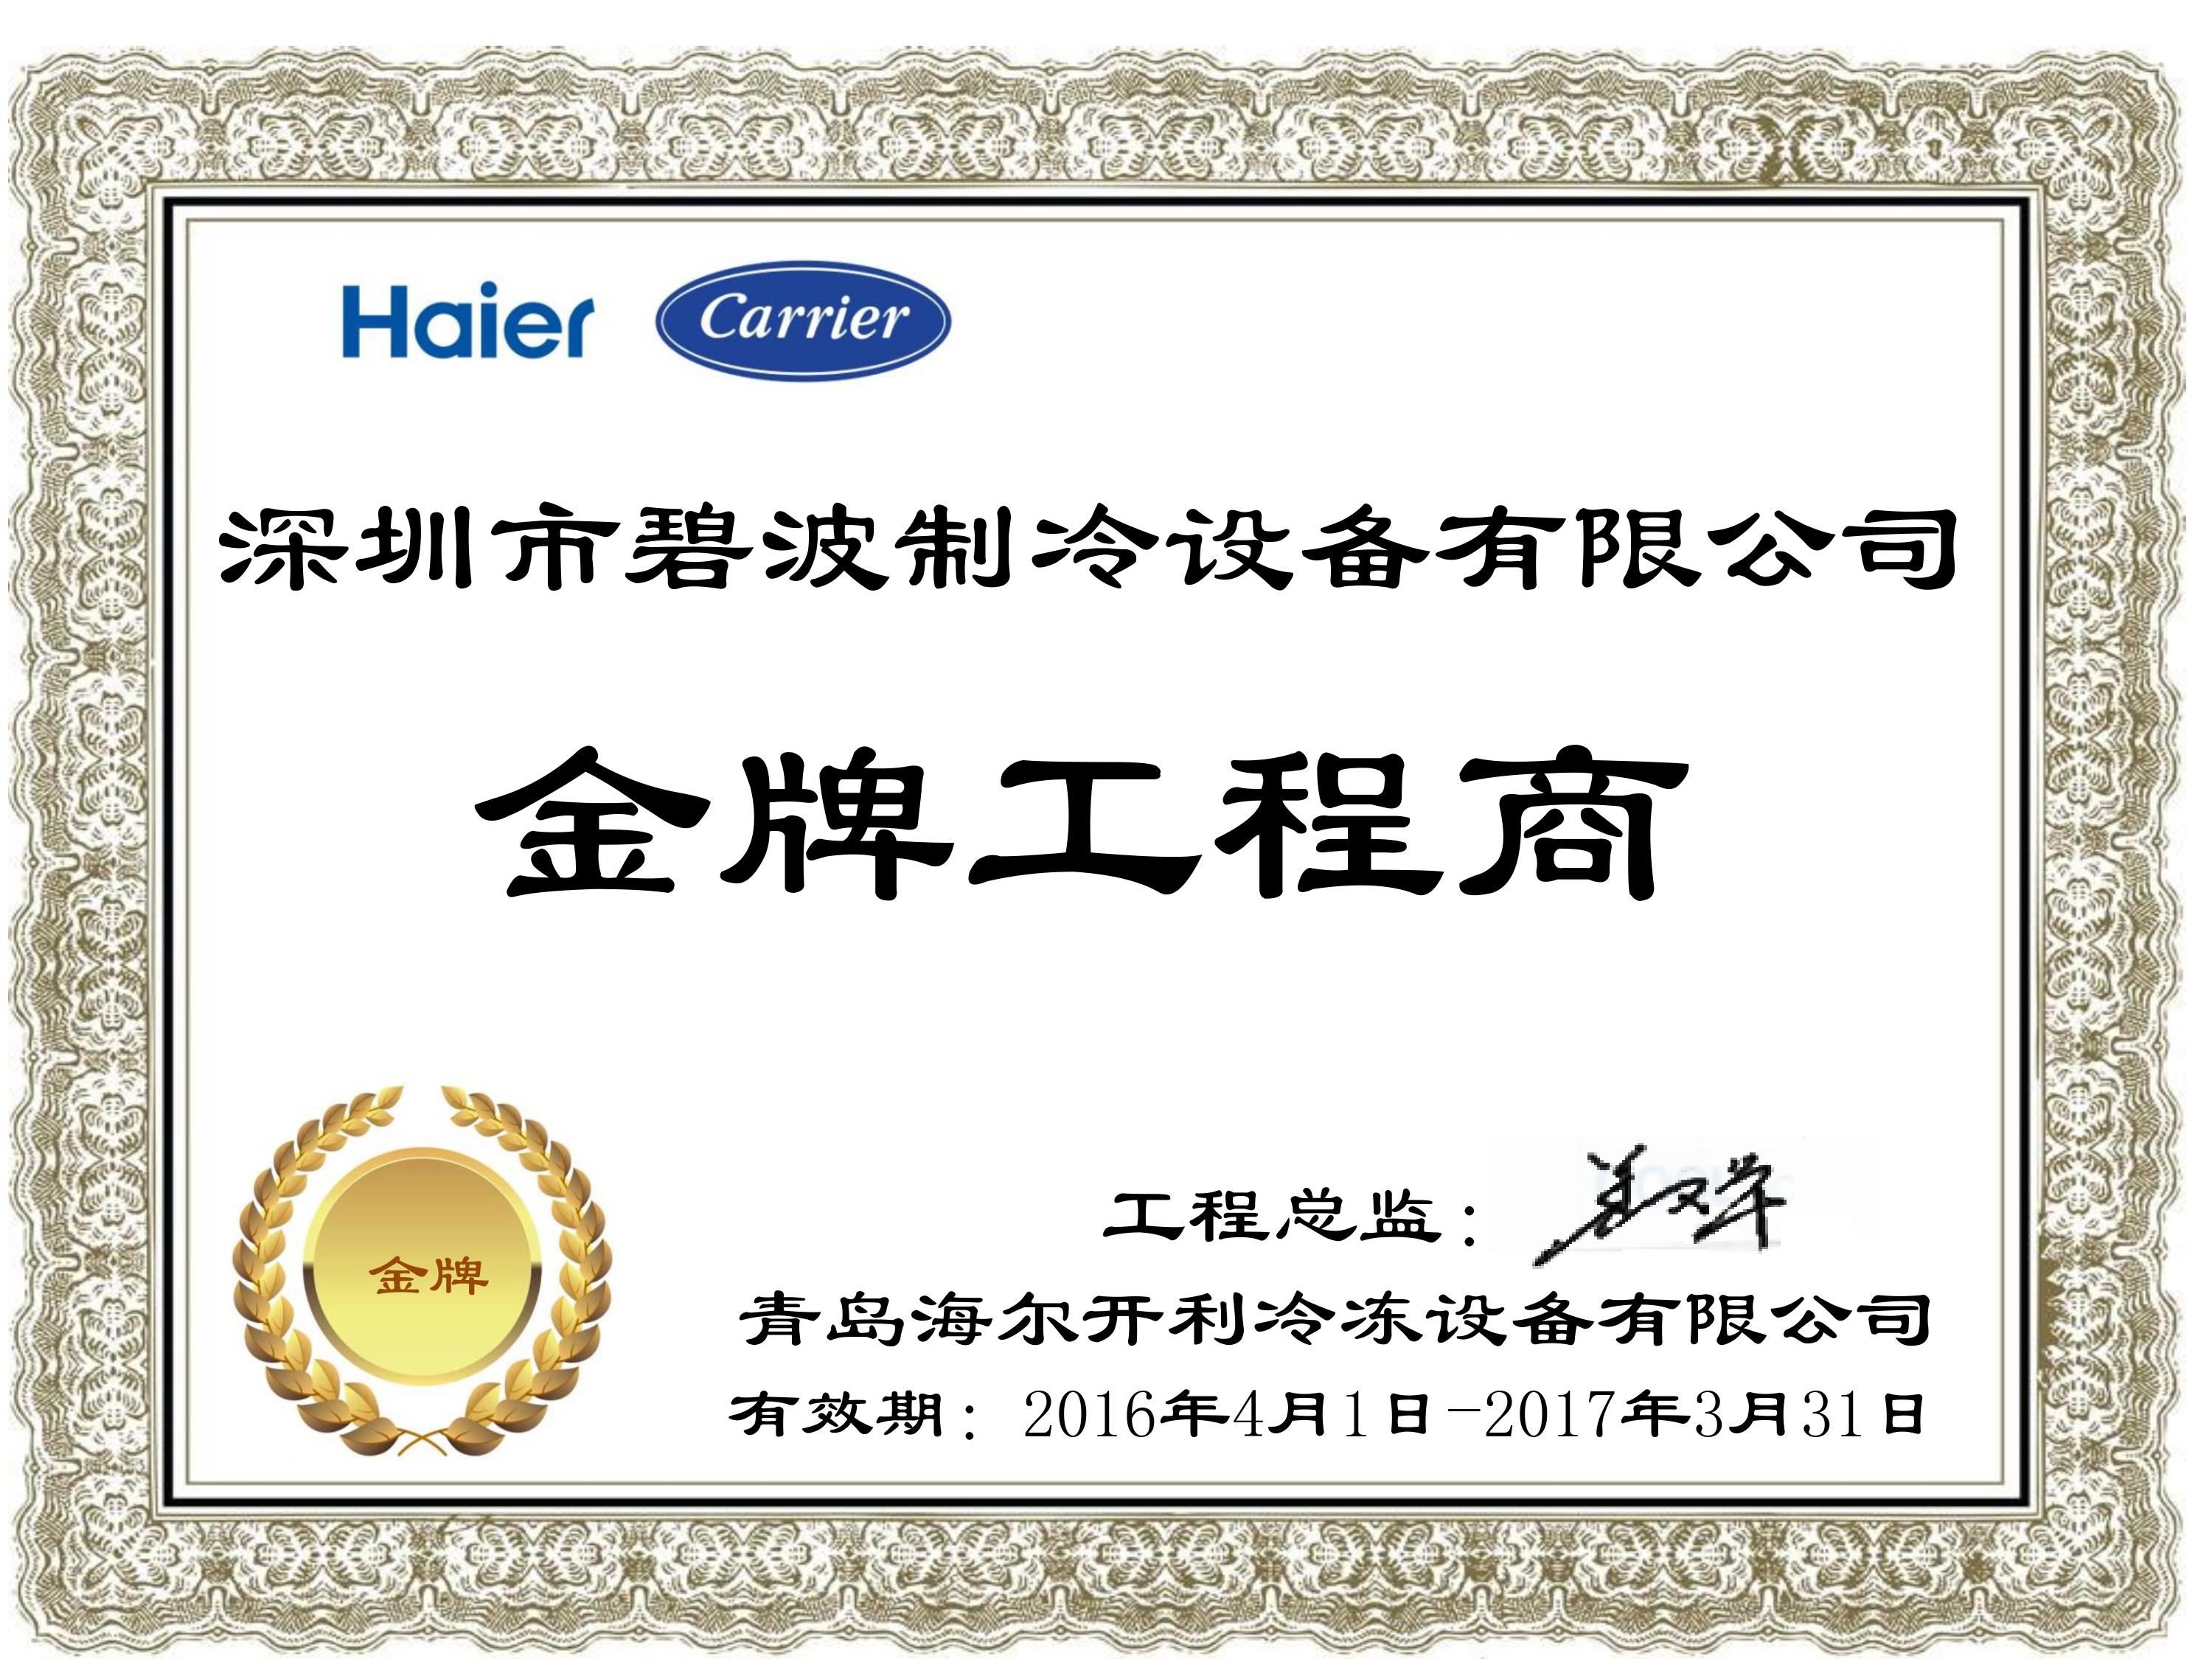 Haier Carrier
深圳市碧波制冷设备有限公司
金牌工程商
金牌
工程总监：
青岛海尔开利冷冻设备有限公司
有效期：2016年4月1日-2017年3月31日